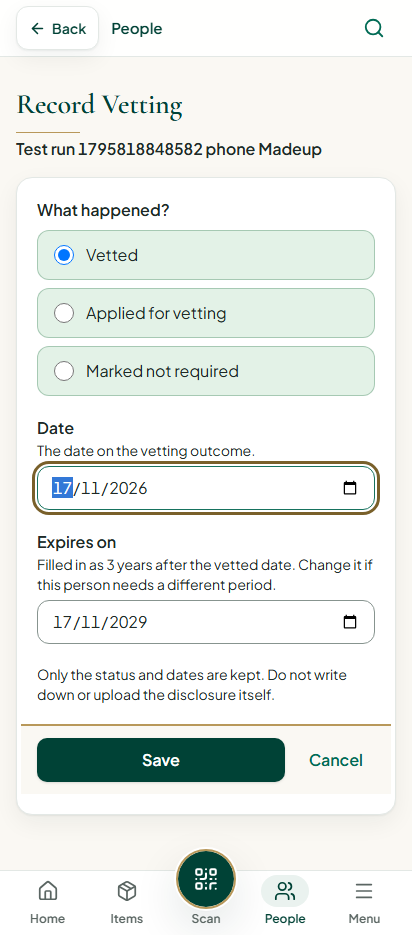 Back
People
Record Vetting
Test run 1795818848582 phone Madeup
What happened?
Vetted
Applied for vetting
Marked not required
Date
The date on the vetting outcome.
17/11/2026
Expires on
Filled in as 3 years after the vetted date. Change it if
this person needs a different period.
17/11/2029
Only the status and dates are kept. Do not write
down or upload the disclosure itself.
Save
Cancel
Home
Items
Scan
People
Menu